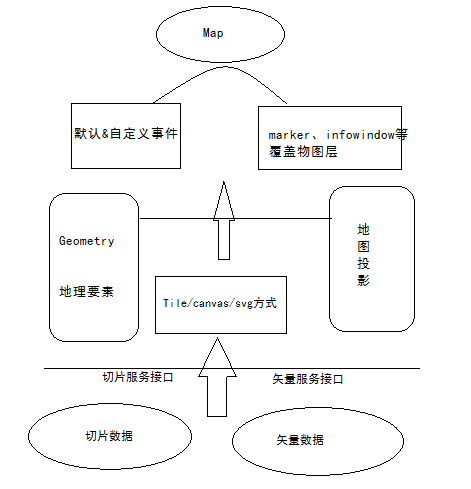 Map
默认&自定义事件
marker、infowindow等
覆盖物图层
Geometry
地理要素
地
图
投
影
Tile/canvas/svg方式
切片服务接口
矢量服务接口
切片数据
矢量数据